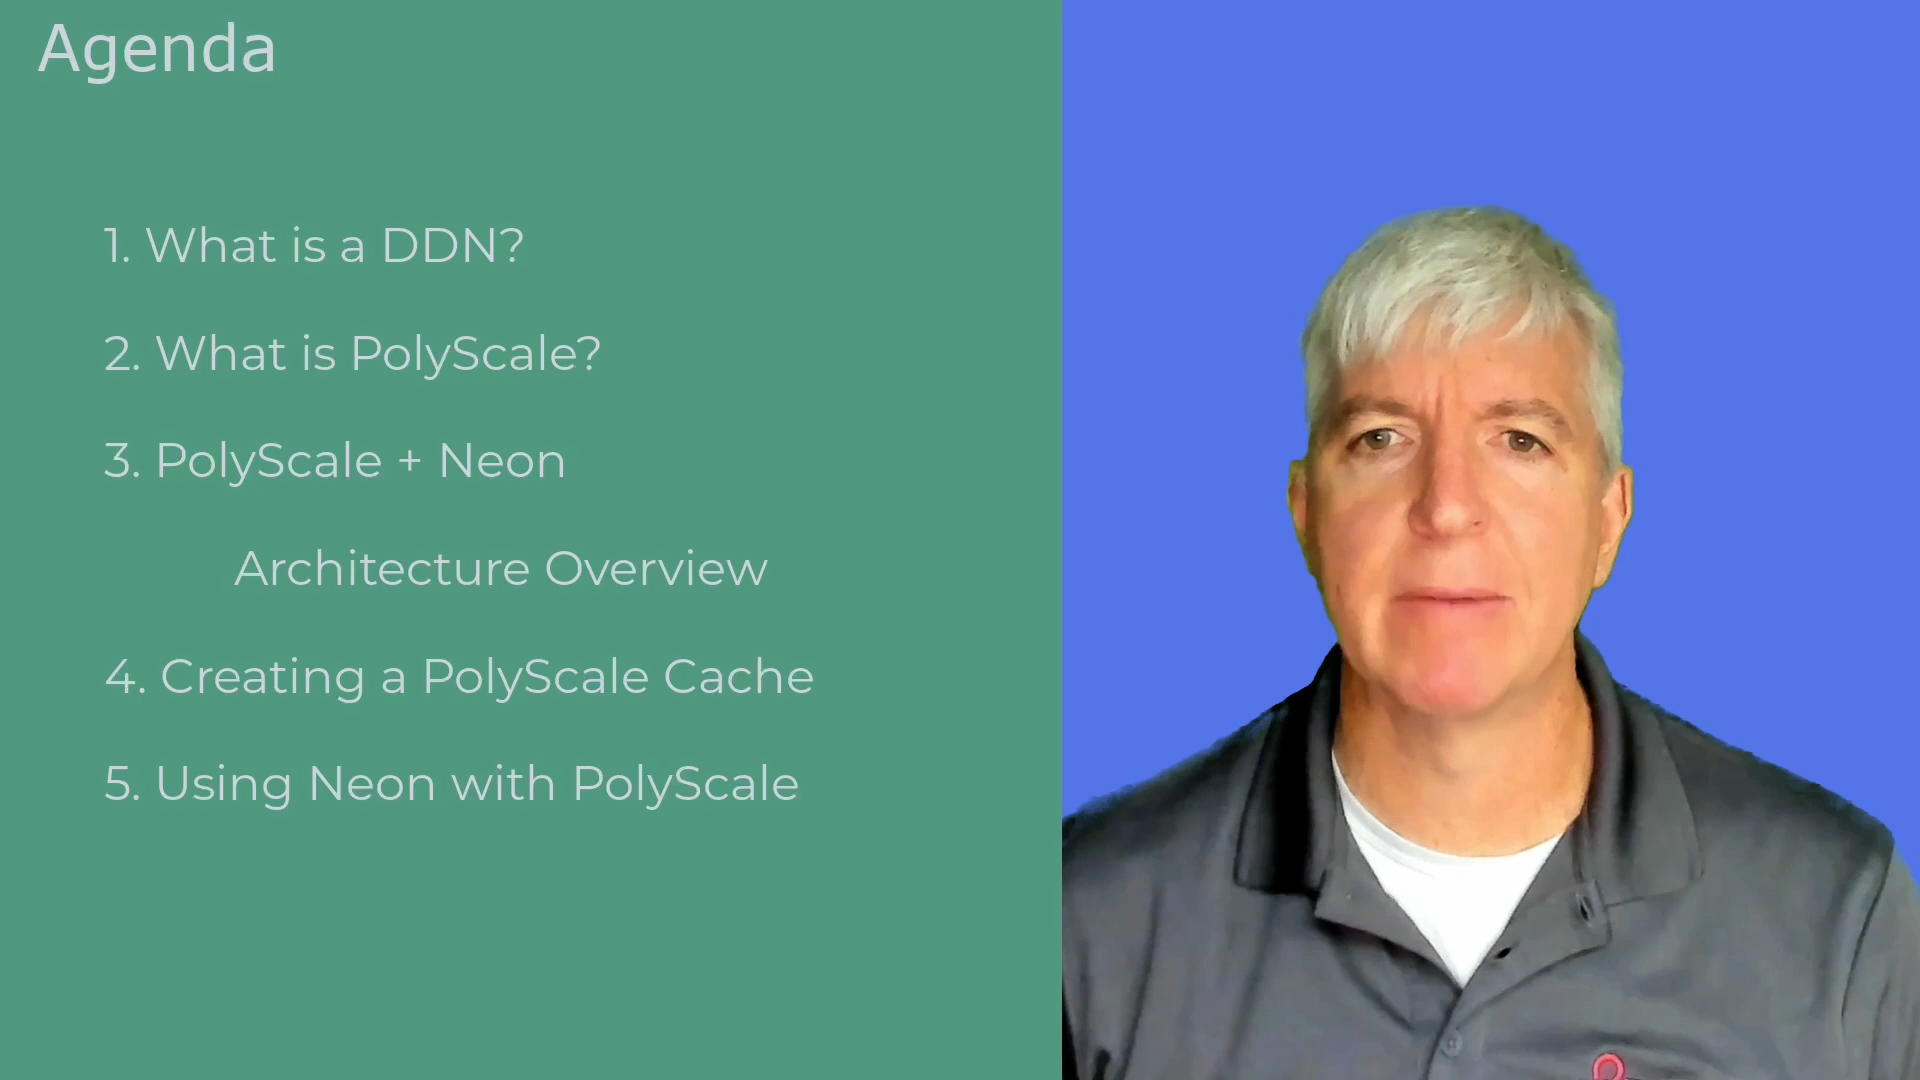 Agenda
1. What is a DDN?
2. What is PolyScale?
3. PolyScale + Neon
Architecture Overview
4. Creating a PolyScale Cache
5. Using Neon with PolyScale